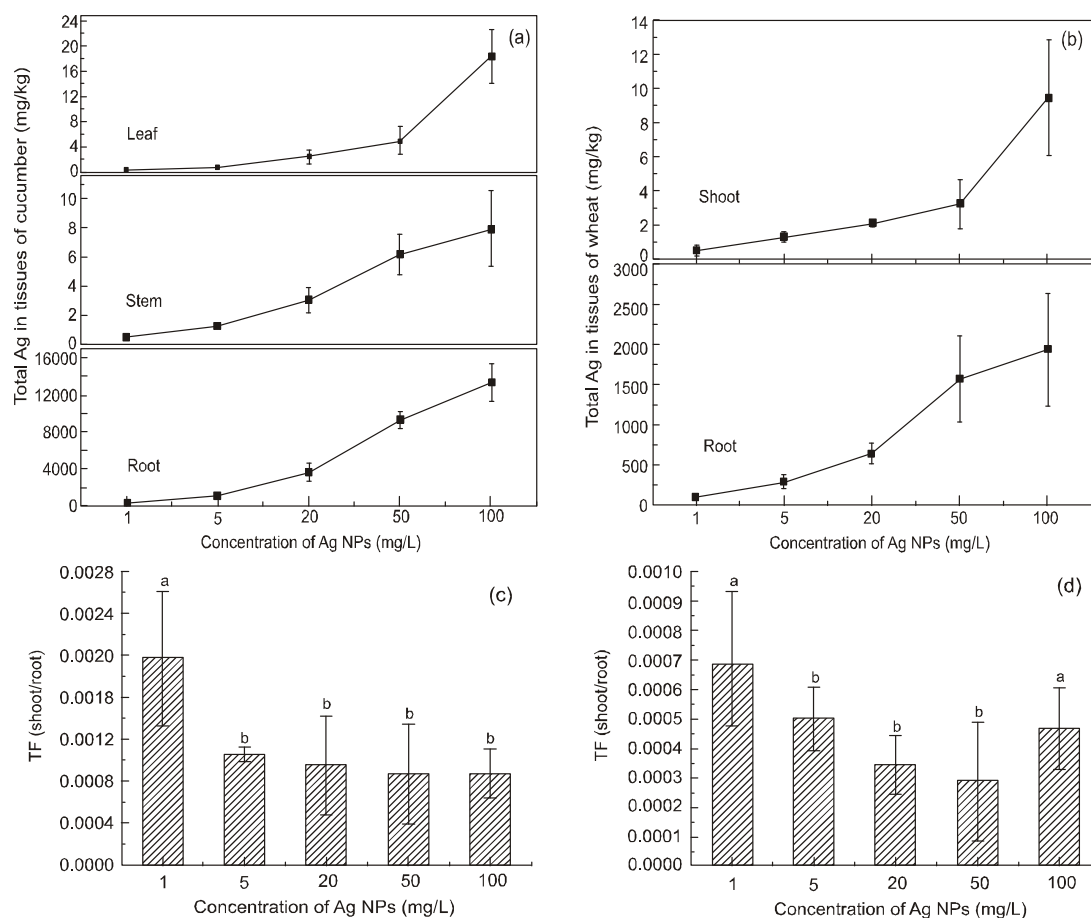 Total Ag in tissues of cucumber (mg/kg)
(a)
24
20
16
12
8
4
0
Leaf
10
8
6
4
2
0
Stem
16000
12000
8000
4000
0
Root
1 5 20 50 100
Concentration of Ag NPs (mg/L)
Total Ag in tissues of wheat (mg/kg)
(b)
14
12
10
8
6
4
2
0
Shoot
3000
2500
2000
1500
1000
500
0
Root
1 5 20 50 100
Concentration of Ag NPs (mg/L)
TF (shoot/root)
(c)
0.0028
0.0024
0.0020
0.0018
0.0012
0.0008
0.0004
0.0000
a b b b b
1 5 20 50 100
Concentration of Ag NPs (mg/L)
TF (shoot/root)
(d)
0.0010
0.0009
0.0008
0.0007
0.0006
0.0005
0.0004
0.0003
0.0002
0.0001
0.0000
a b b b a
1 5 20 50 100
Concentration of Ag NPs (mg/L)